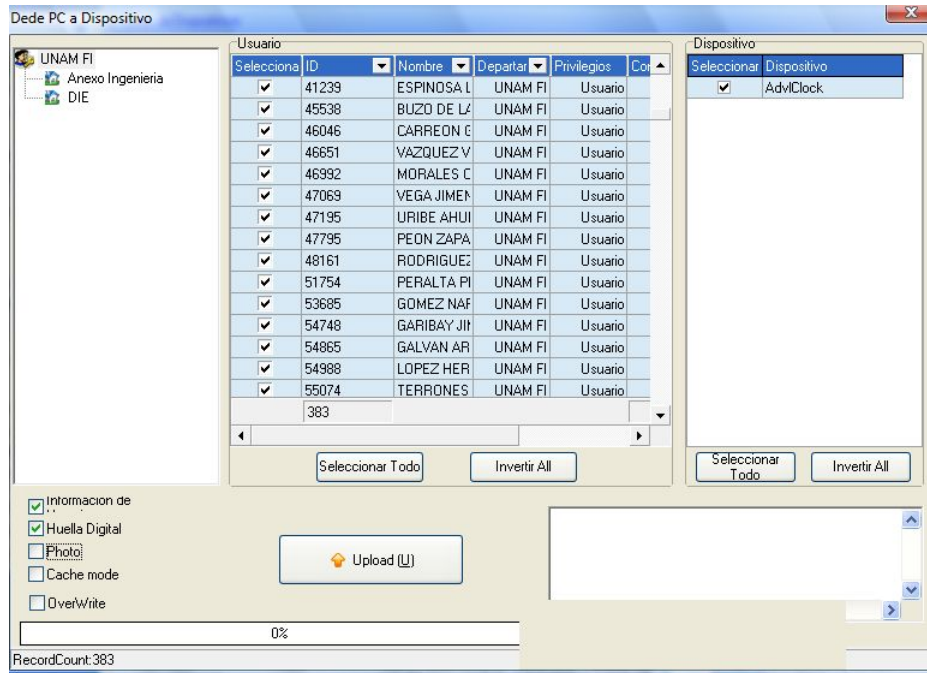 Dede PC a Dispositivo
UNAM FI
Anexo Ingenieria
DIE
Usuario
Selecciona ID Nombre Departar Privilegios Cor
41239 ESPINOSA L UNAM FI Usuario
45538 BUZO DE LA UNAM FI Usuario
46046 CARREON G UNAM FI Usuario
46651 VAZQUEZ V UNAM FI Usuario
46992 MORALES C UNAM FI Usuario
47069 VEGA JIMEN UNAM FI Usuario
47195 URIBE AHUI UNAM FI Usuario
47795 PEON ZAPA UNAM FI Usuario
48161 RODRIGUEZ UNAM FI Usuario
51754 PERALTA PI UNAM FI Usuario
53685 GOMEZ NAR UNAM FI Usuario
54748 GARIBAY JIM UNAM FI Usuario
54865 GALVAN AR UNAM FI Usuario
54988 LOPEZ HER UNAM FI Usuario
55074 TERRONES UNAM FI Usuario
383
Seleccionar Todo Invertir All
Dispositivo
Seleccionar Dispositivo
AdvlClock
Seleccionar
Todo
Invertir All
Informacion de
Huella Digital
Photo
Cache mode
OverWrite
Upload (U)
0%
RecordCount:383